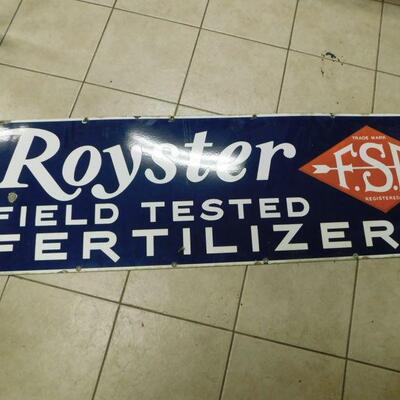 Royster
FIELD TESTED
FERTILIZER
TRADE MARK
F.S.R
REGISTERED